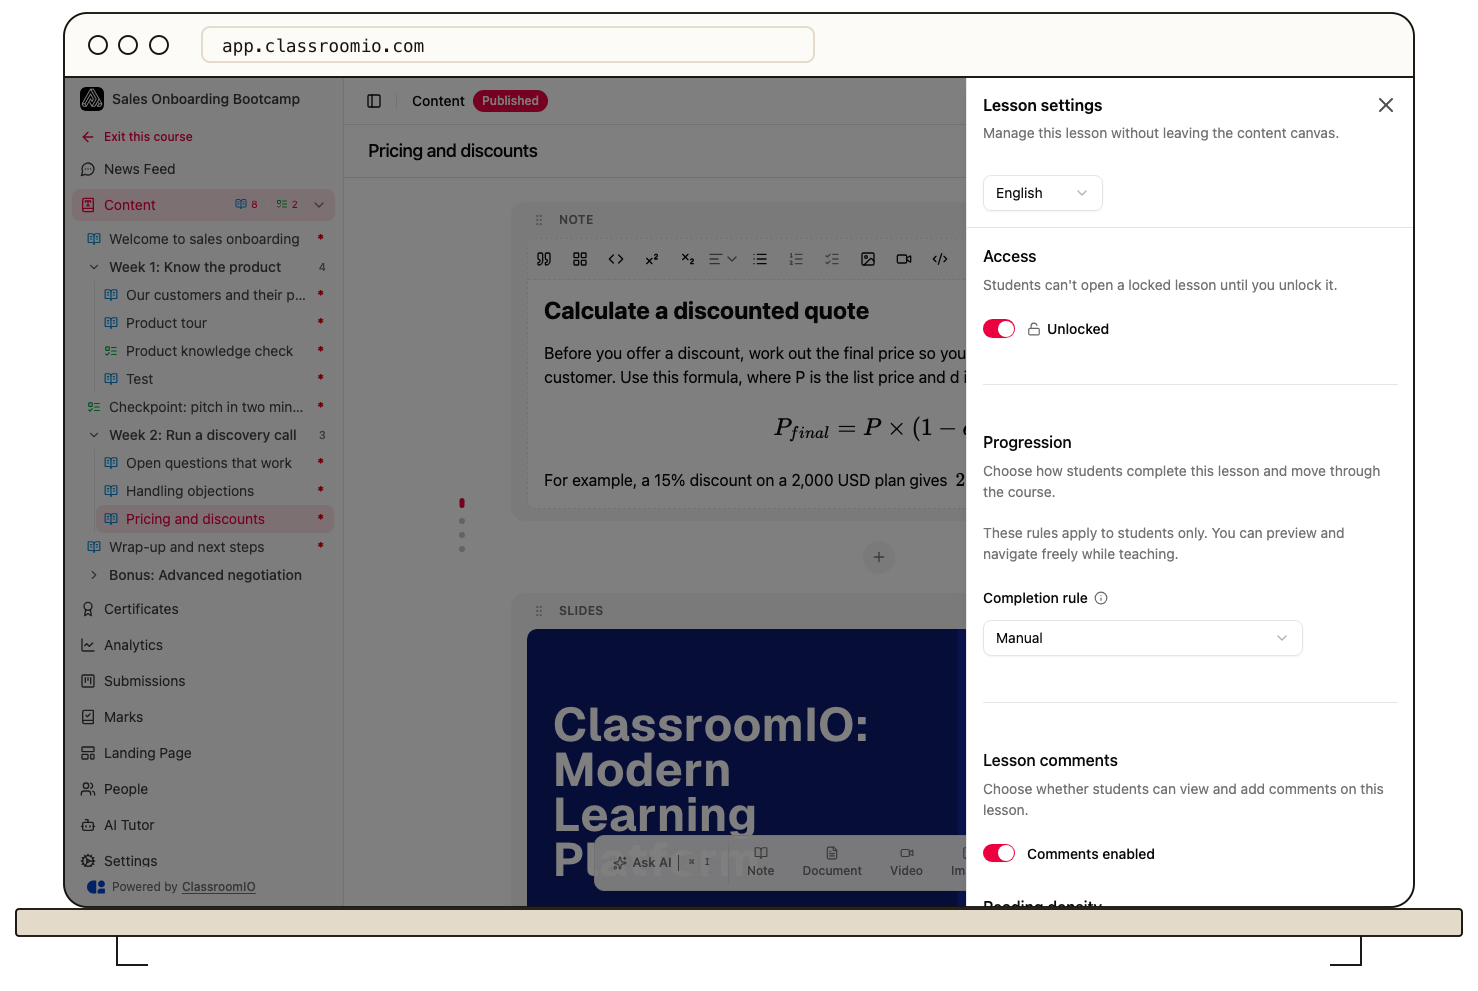 app.classroomio.com
Sales Onboarding Bootcamp
Exit this course
News Feed
Content 8 2
Welcome to sales onboarding *
Week 1: Know the product 4
Our customers and their p... *
Product tour *
Product knowledge check *
Test *
Checkpoint: pitch in two min... *
Week 2: Run a discovery call 3
Open questions that work *
Handling objections *
Pricing and discounts *
Wrap-up and next steps *
Bonus: Advanced negotiation
Certificates
Analytics
Submissions
Marks
Landing Page
People
AI Tutor
Settings
Powered by ClassroomIO
Content Published
Pricing and discounts
NOTE
Calculate a discounted quote
Before you offer a discount, work out the final price so you
customer. Use this formula, where P is the list price and d i
P_final = P × (1 −
For example, a 15% discount on a 2,000 USD plan gives 2
SLIDES
ClassroomIO:
Modern
Learning
Platform
Ask AI ⌘ I
Note
Document
Video
Im
Lesson settings
Manage this lesson without leaving the content canvas.
English
Access
Students can't open a locked lesson until you unlock it.
Unlocked
Progression
Choose how students complete this lesson and move through
the course.
These rules apply to students only. You can preview and
navigate freely while teaching.
Completion rule
Manual
Lesson comments
Choose whether students can view and add comments on this
lesson.
Comments enabled
Reading density